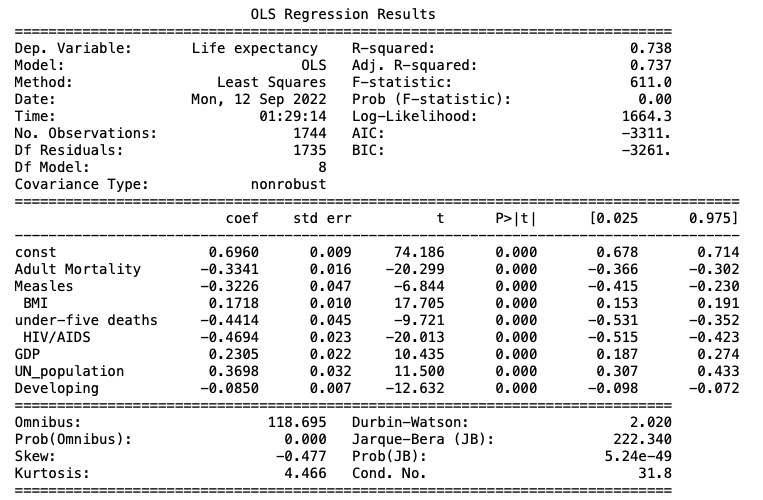 OLS Regression Results
==============================================================================
Dep. Variable: Life expectancy R-squared: 0.738
Model: OLS Adj. R-squared: 0.737
Method: Least Squares F-statistic: 611.0
Date: Mon, 12 Sep 2022 Prob (F-statistic): 0.00
Time: 01:29:14 Log-Likelihood: 1664.3
No. Observations: 1744 AIC: -3311.
Df Residuals: 1735 BIC: -3261.
Df Model: 8
Covariance Type: nonrobust
=====================================================================================
coef std err t P>|t| [0.025 0.975]
-------------------------------------------------------------------------------------
const 0.6960 0.009 74.186 0.000 0.678 0.714
Adult Mortality -0.3341 0.016 -20.299 0.000 -0.366 -0.302
Measles -0.3226 0.047 -6.844 0.000 -0.415 -0.230
BMI 0.1718 0.010 17.705 0.000 0.153 0.191
under-five deaths -0.4414 0.045 -9.721 0.000 -0.531 -0.352
HIV/AIDS -0.4694 0.023 -20.013 0.000 -0.515 -0.423
GDP 0.2305 0.022 10.435 0.000 0.187 0.274
UN_population 0.3698 0.032 11.500 0.000 0.307 0.433
Developing -0.0850 0.007 -12.632 0.000 -0.098 -0.072
==============================================================================
Omnibus: 118.695 Durbin-Watson: 2.020
Prob(Omnibus): 0.000 Jarque-Bera (JB): 222.340
Skew: -0.477 Prob(JB): 5.24e-49
Kurtosis: 4.466 Cond. No. 31.8
==============================================================================